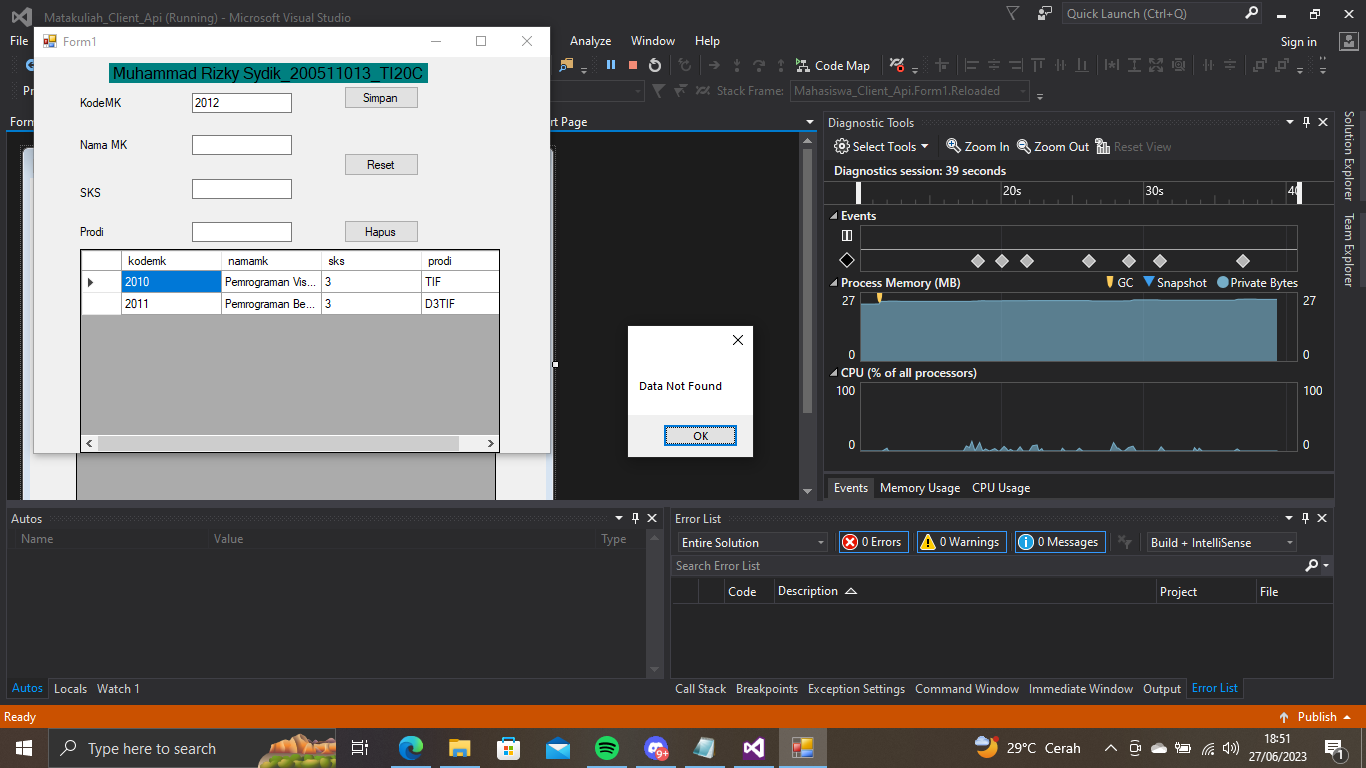 Matakuliah_Client_Api (Running) - Microsoft Visual Studio
Quick Launch (Ctrl+Q)
File
Analyze Window Help
Sign in
Form1
Code Map
Stack Frame: Mahasiswa_Client_Api.Form1.Reloaded
Muhammad Rizky Sydik_200511013_TI20C
KodeMK 2012 Simpan
Nama MK
Reset
SKS
Prodi Hapus
kodemk namamk sks prodi
2010 Pemrograman Vis... 3 TIF
2011 Pemrograman Be... 3 D3TIF
Data Not Found
OK
Diagnostic Tools
Select Tools Zoom In Zoom Out Reset View
Diagnostics session: 39 seconds
20s 30s
Events
Process Memory (MB) GC Snapshot Private Bytes
27 27
0 0
CPU (% of all processors)
100 100
0 0
Events Memory Usage CPU Usage
Solution Explorer
Team Explorer
Autos
Name Value Type
Autos Locals Watch 1
Error List
Entire Solution 0 Errors 0 Warnings 0 Messages Build + IntelliSense
Search Error List
Code Description Project File
Call Stack Breakpoints Exception Settings Command Window Immediate Window Output Error List
Ready
Publish
Type here to search
9+
29°C Cerah
18:51
27/06/2023
1